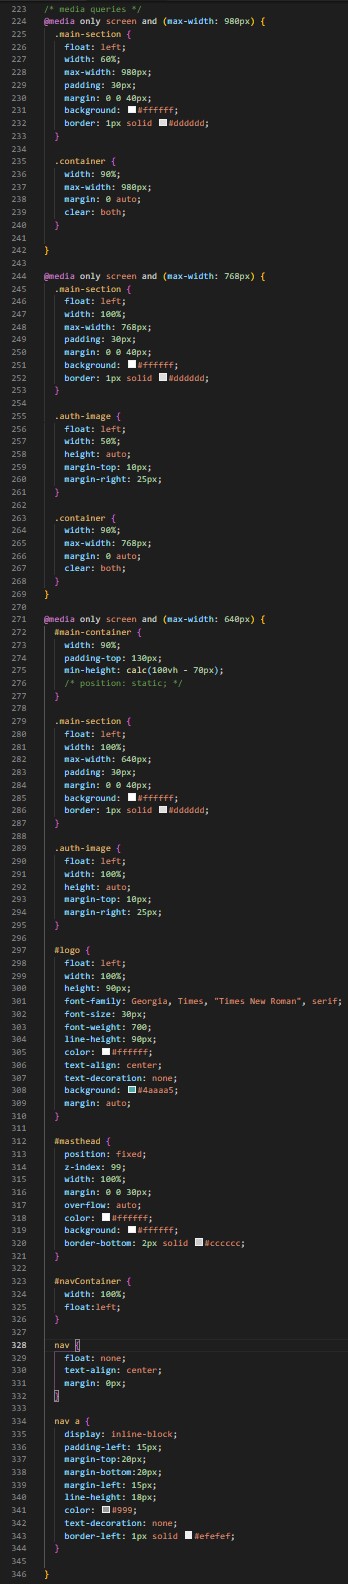 223 /* media queries */
224 @media only screen and (max-width: 980px) {
225 .main-section {
226 float: left;
227 width: 60%;
228 max-width: 980px;
229 padding: 30px;
230 margin: 0 0 40px;
231 background: #ffffff;
232 border: 1px solid #dddddd;
233 }
234
235 .container {
236 width: 90%;
237 max-width: 980px;
238 margin: 0 auto;
239 clear: both;
240 }
241
242 }
243
244 @media only screen and (max-width: 768px) {
245 .main-section {
246 float: left;
247 width: 100%;
248 max-width: 768px;
249 padding: 30px;
250 margin: 0 0 40px;
251 background: #ffffff;
252 border: 1px solid #dddddd;
253 }
254
255 .auth-image {
256 float: left;
257 width: 50%;
258 height: auto;
259 margin-top: 10px;
260 margin-right: 25px;
261 }
262
263 .container {
264 width: 90%;
265 max-width: 768px;
266 margin: 0 auto;
267 clear: both;
268 }
269 }
270
271 @media only screen and (max-width: 640px) {
272 #main-container {
273 width: 90%;
274 padding-top: 130px;
275 min-height: calc(100vh - 70px);
276 /* position: static; */
277 }
278
279 .main-section {
280 float: left;
281 width: 100%;
282 max-width: 640px;
283 padding: 30px;
284 margin: 0 0 40px;
285 background: #ffffff;
286 border: 1px solid #dddddd;
287 }
288
289 .auth-image {
290 float: left;
291 width: 100%;
292 height: auto;
293 margin-top: 10px;
294 margin-right: 25px;
295 }
296
297 #logo {
298 float: left;
299 width: 100%;
300 height: 90px;
301 font-family: Georgia, Times, "Times New Roman", serif;
302 font-size: 30px;
303 font-weight: 700;
304 line-height: 90px;
305 color: #ffffff;
306 text-align: center;
307 text-decoration: none;
308 background: #4aaaa5;
309 margin: auto;
310 }
311
312 #masthead {
313 position: fixed;
314 z-index: 99;
315 width: 100%;
316 margin: 0 0 30px;
317 overflow: auto;
318 color: #ffffff;
319 background: #ffffff;
320 border-bottom: 2px solid #cccccc;
321 }
322
323 #navContainer {
324 width: 100%;
325 float:left;
326 }
327
328 nav {
329 float: none;
330 text-align: center;
331 margin: 0px;
332 }
333
334 nav a {
335 display: inline-block;
336 padding-left: 15px;
337 margin-top:20px;
338 margin-bottom:20px;
339 margin-left: 15px;
340 line-height: 18px;
341 color: #999;
342 text-decoration: none;
343 border-left: 1px solid #efefef;
344 }
345
346 }